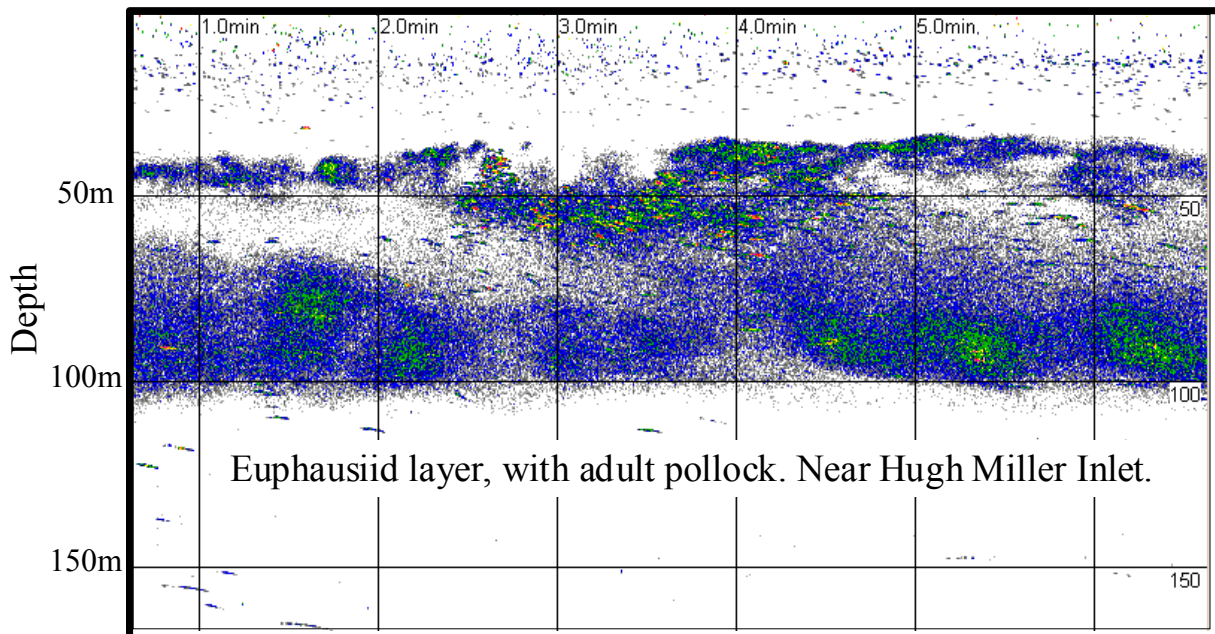 1.0min 2.0min 3.0min 4.0min 5.0min
50m 50
Depth
100m 100
Euphausiid layer, with adult pollock. Near Hugh Miller Inlet.
150m 150